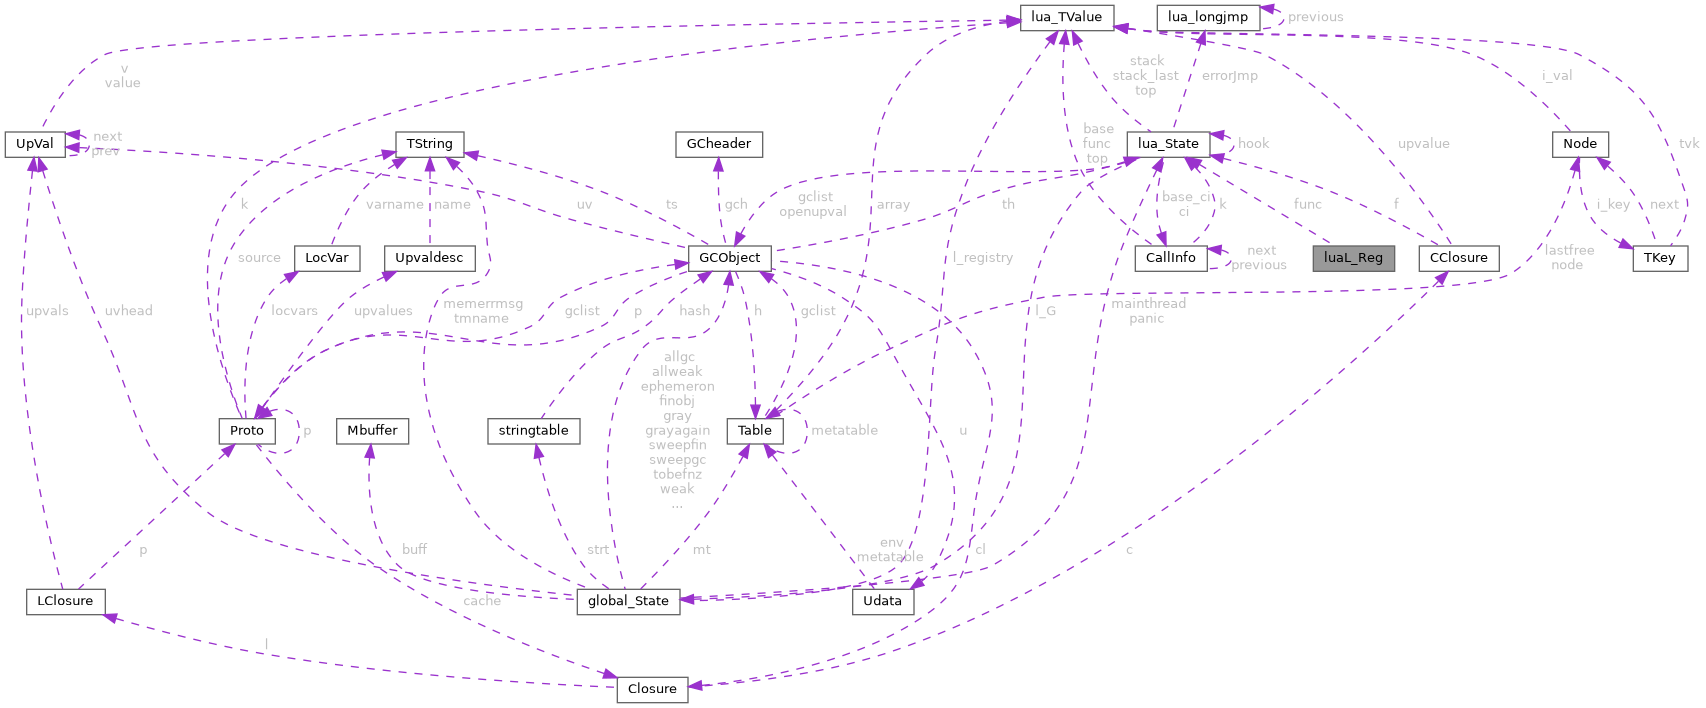 lua_TValue
lua_longjmp
previous
v
value
stack
stack_last
top
errorJmp
i_val
UpVal
next
prev
TString
GCheader
base
func
top
lua_State
hook
upvalue
Node
tvk
k
varname
name
uv
ts
gch
gclist
openupval
array
th
base_ci
ci
k
func
f
i_key
next
source
LocVar
Upvaldesc
GCObject
l_registry
CallInfo
next
previous
luaL_Reg
CClosure
lastfree
node
TKey
upvals
uvhead
locvars
upvalues
memerrmsg
tmname
gclist
p
hash
h
gclist
l_G
mainthread
panic
allgc
allweak
ephemeron
finobj
gray
grayagain
sweepfin
sweepgc
tobefnz
weak
...
Proto
p
Mbuffer
stringtable
Table
metatable
u
p
buff
strt
mt
env
metatable
cl
c
LClosure
cache
global_State
Udata
l
Closure